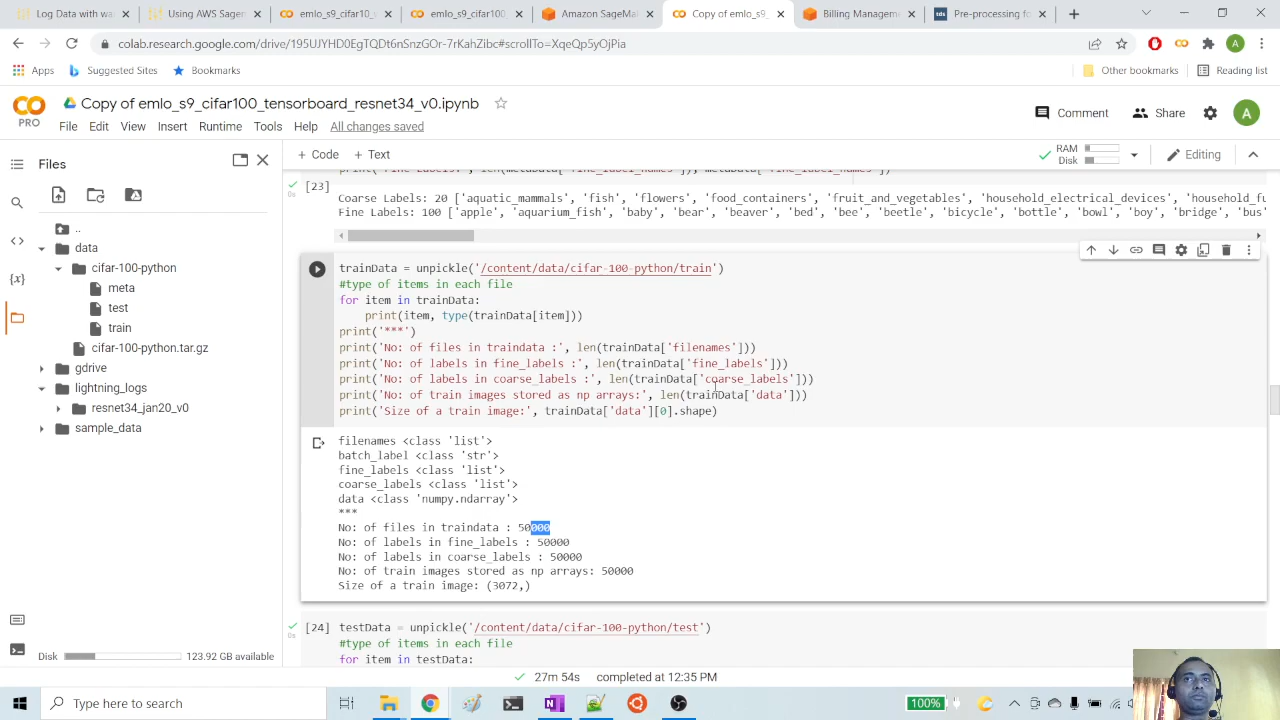 Log Data
Using AWS Sagem
emlo_s9_cifar10_
emlo_s9_cifar100
Amazon SageMak
Copy of emlo_s9_c
Billing Managem
Pre-processing fo
colab.research.google.com/drive/195UJYHD0EgTQDt6nSnzGOr-7KahZibc#scrollTo=XqeQp5yOjPia
Apps Suggested Sites Bookmarks Other bookmarks Reading list
CO PRO
Copy of emlo_s9_cifar100_tensorboard_resnet34_v0.ipynb
File Edit View Insert Runtime Tools Help All changes saved
Comment Share A
Files
+ Code + Text RAM Disk Editing
[23]
Coarse Labels: 20 ['aquatic_mammals', 'fish', 'flowers', 'food_containers', 'fruit_and_vegetables', 'household_electrical_devices', 'household_fu
Fine Labels: 100 ['apple', 'aquarium_fish', 'baby', 'bear', 'beaver', 'bed', 'bee', 'beetle', 'bicycle', 'bottle', 'bowl', 'boy', 'bridge', 'bus'
..
data
cifar-100-python
meta
test
train
cifar-100-python.tar.gz
gdrive
lightning_logs
resnet34_jan20_v0
sample_data
Disk 123.92 GB available
trainData = unpickle('/content/data/cifar-100-python/train')
#type of items in each file
for item in trainData:
print(item, type(trainData[item]))
print('***')
print('No: of files in traindata :', len(trainData['filenames']))
print('No: of labels in fine_labels :', len(trainData['fine_labels']))
print('No: of labels in coarse_labels :', len(trainData['coarse_labels']))
print('No: of train images stored as np arrays:', len(trainData['data']))
print('Size of a train image:', trainData['data'][0].shape)
filenames <class 'list'>
batch_label <class 'str'>
fine_labels <class 'list'>
coarse_labels <class 'list'>
data <class 'numpy.ndarray'>
***
No: of files in traindata : 50000
No: of labels in fine_labels : 50000
No: of labels in coarse_labels : 50000
No: of train images stored as np arrays: 50000
Size of a train image: (3072,)
[24] testData = unpickle('/content/data/cifar-100-python/test')
#type of items in each file
for item in testData:
27m 54s completed at 12:35 PM
Type here to search
100%